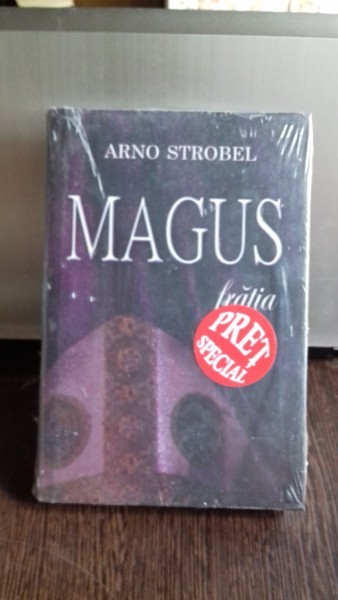 ARNO STROBEL
MAGUS
frăția
PREȚ
SPECIAL